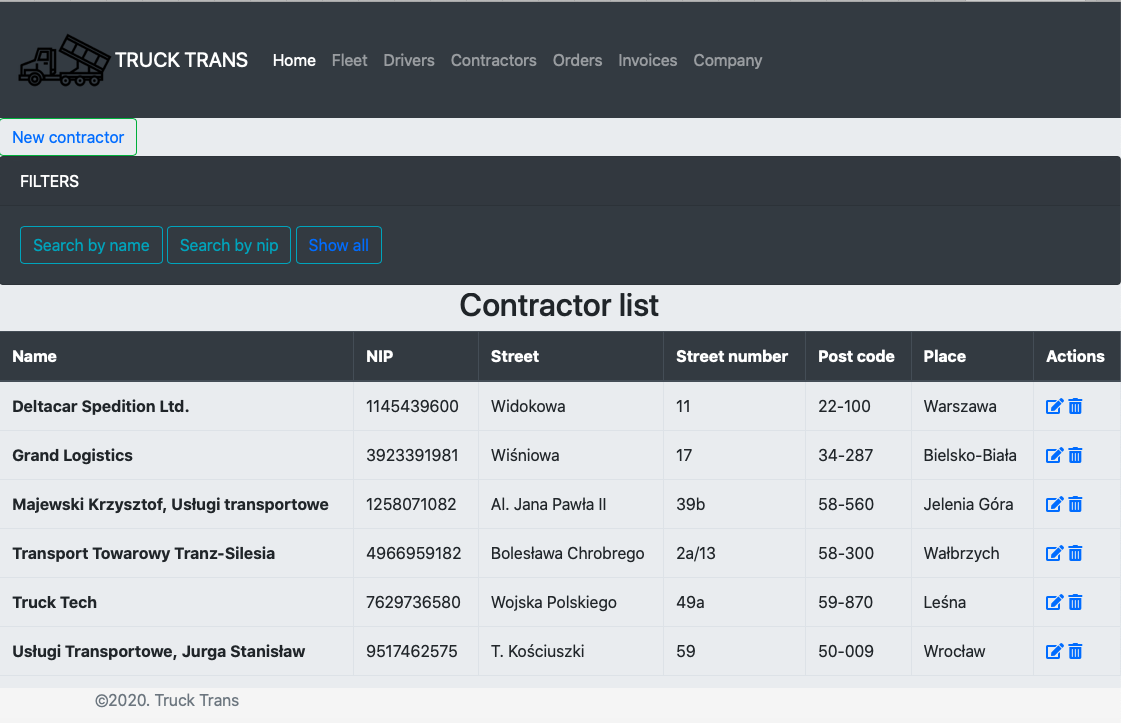 TRUCK TRANS Home Fleet Drivers Contractors Orders Invoices Company
New contractor
FILTERS
Search by name Search by nip Show all
Contractor list
Name NIP Street Street number Post code Place Actions
Deltacar Spedition Ltd. 1145439600 Widokowa 11 22-100 Warszawa
Grand Logistics 3923391981 Wiśniowa 17 34-287 Bielsko-Biała
Majewski Krzysztof, Usługi transportowe 1258071082 Al. Jana Pawła II 39b 58-560 Jelenia Góra
Transport Towarowy Tranz-Silesia 4966959182 Bolesława Chrobrego 2a/13 58-300 Wałbrzych
Truck Tech 7629736580 Wojska Polskiego 49a 59-870 Leśna
Usługi Transportowe, Jurga Stanisław 9517462575 T. Kościuszki 59 50-009 Wrocław
©2020. Truck Trans